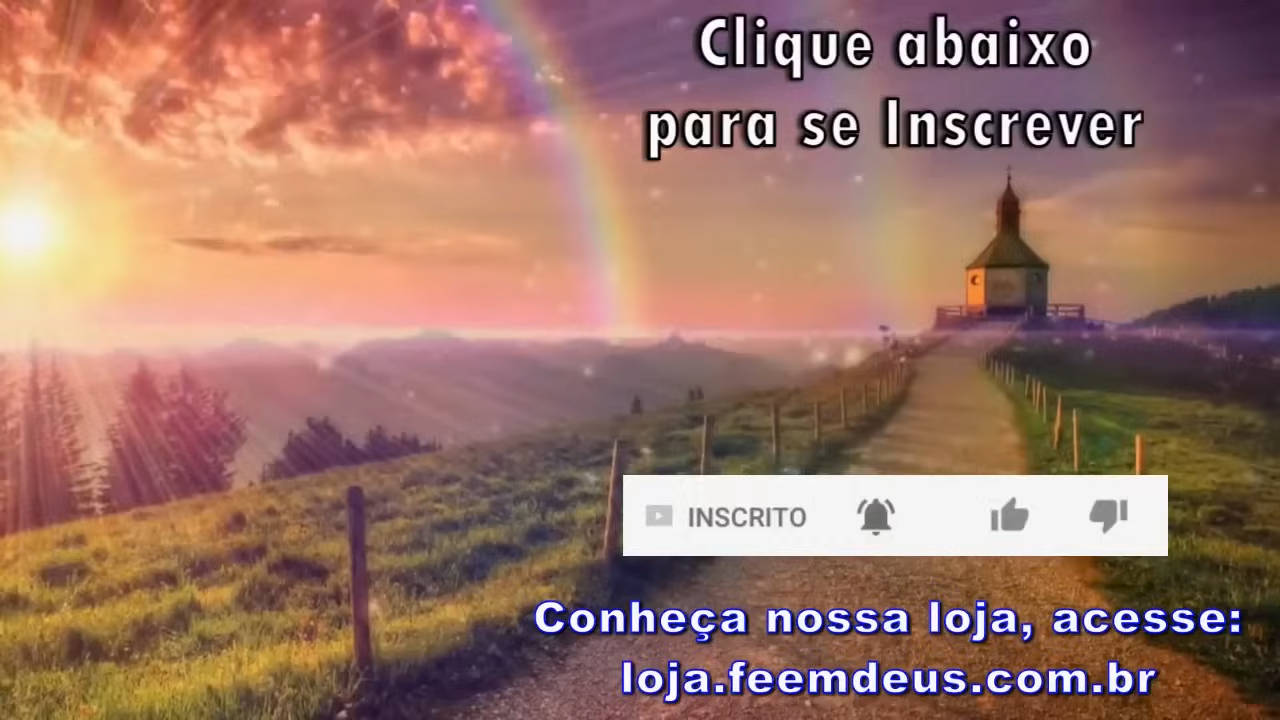 Clique abaixo
para se Inscrever
INSCRITO
Conheça nossa loja, acesse:
loja.feemdeus.com.br